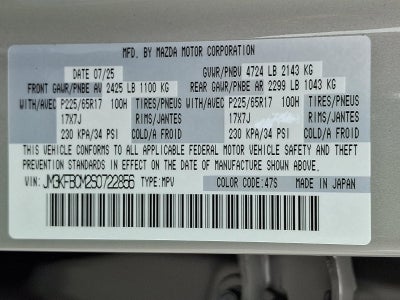 MFD. BY MAZDA MOTOR CORPORATION
DATE 07/25 GVWR/PNBV 4724 LB 2143 KG
FRONT GAWR/PNBE AV 2425 LB 1100 KG REAR GAWR/PNBE AR 2299 LB 1043 KG
WITH/AVEC P225/65R17 100H TIRES/PNEUS WITH/AVEC P225/65R17 100H TIRES/PNEUS
17X7J RIMS/JANTES 17X7J RIMS/JANTES
230 KPA/34 PSI COLD/A FROID 230 KPA/34 PSI COLD/A FROID
THIS VEHICLE CONFORMS TO ALL APPLICABLE FEDERAL MOTOR VEHICLE SAFETY AND THEFT
PREVENTION STANDARDS IN EFFECT ON THE DATE OF MANUFACTURE SHOWN ABOVE.
VIN: JM3KFBCM2S0722856 TYPE:MPV COLOR CODE:47S MADE IN JAPAN